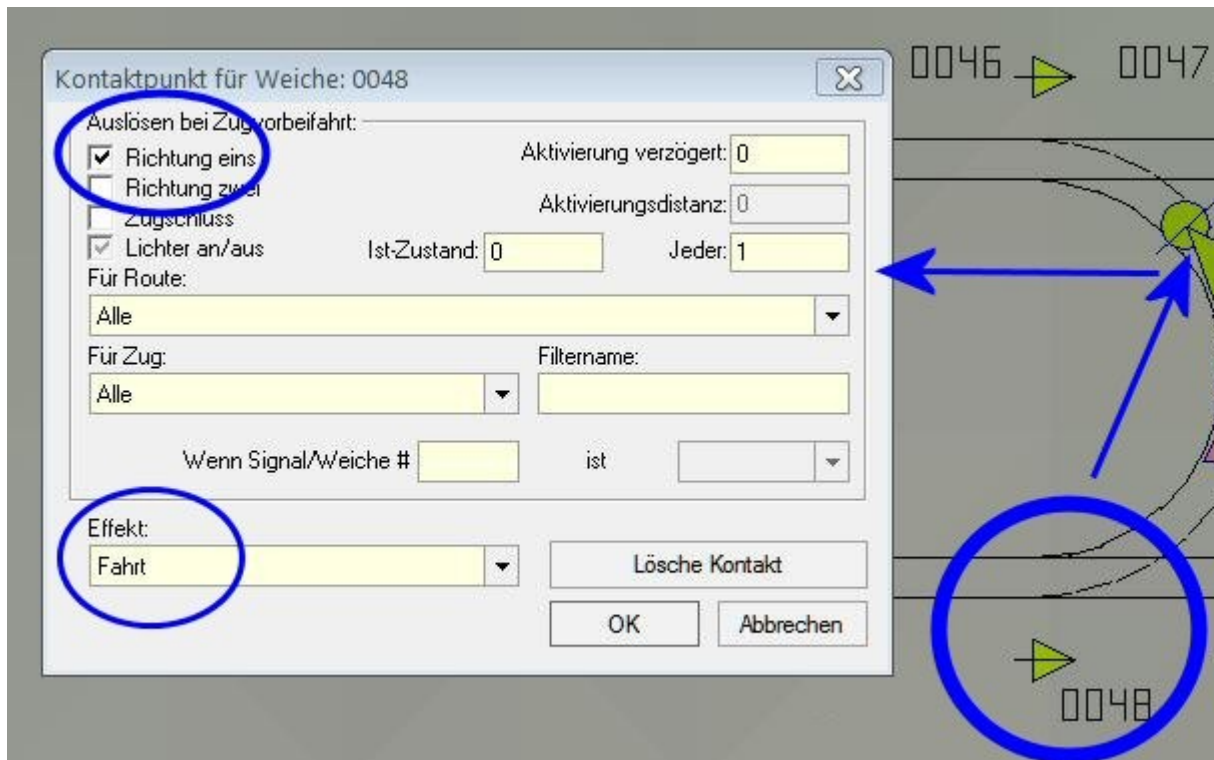 Kontaktpunkt für Weiche: 0048
0046
0047
Auslösen bei Zugvorbeifahrt:
Richtung eins
Aktivierung verzögert: 0
Richtung zwei
Aktivierungsdistanz: 0
Zugschluss
Lichter an/aus
Ist-Zustand: 0
Jeder: 1
Für Route:
Alle
Für Zug:
Filtername:
Alle
Wenn Signal/Weiche #
ist
Effekt:
Fahrt
Lösche Kontakt
OK
Abbrechen
0048